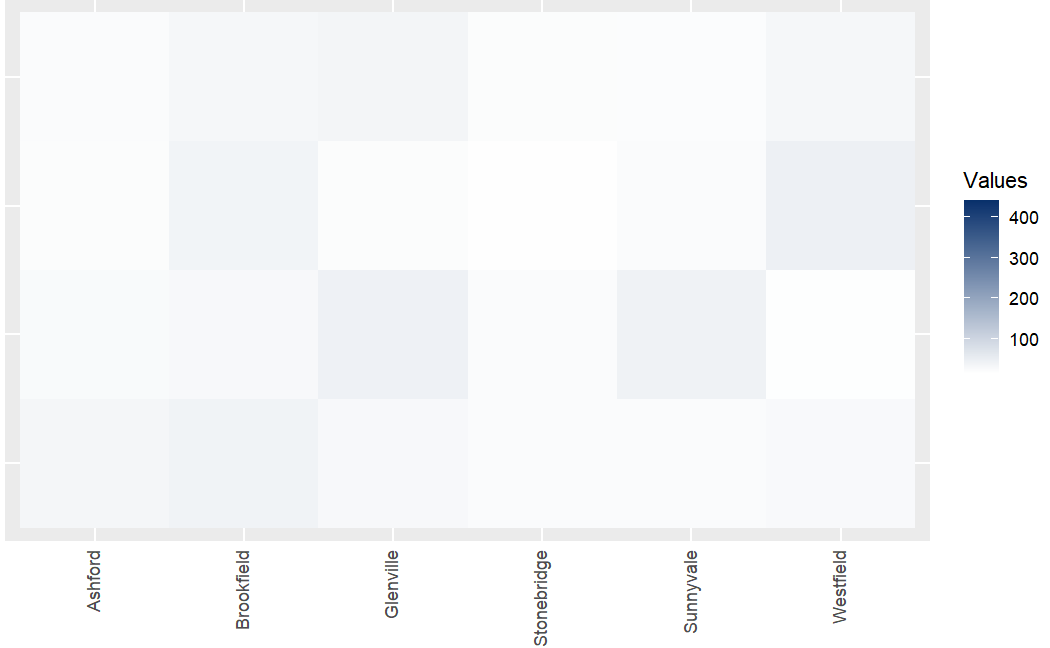 Values
400
300
200
100
Ashford
Brookfield
Glenville
Stonebridge
Sunnyvale
Westfield